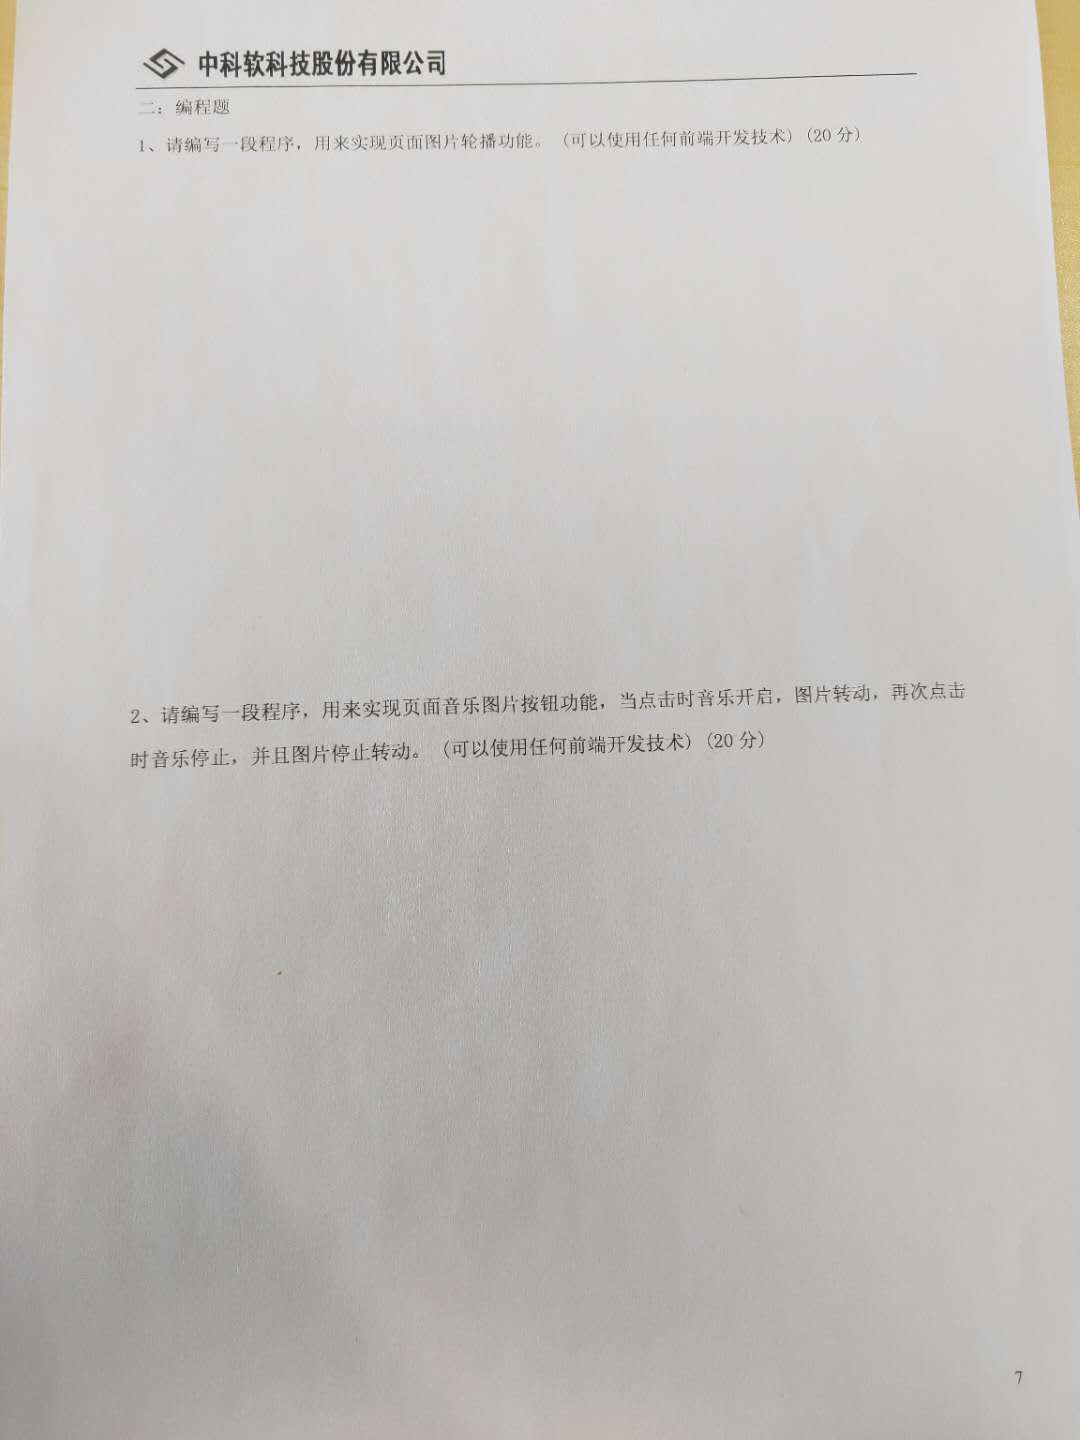 中科软科技股份有限公司
二：编程题
1、请编写一段程序，用来实现页面图片轮播功能。（可以使用任何前端开发技术）（20 分）
2、请编写一段程序，用来实现页面音乐图片按钮功能，当点击时音乐开启，图片转动，再次点击
时音乐停止，并且图片停止转动。（可以使用任何前端开发技术）（20 分）
7